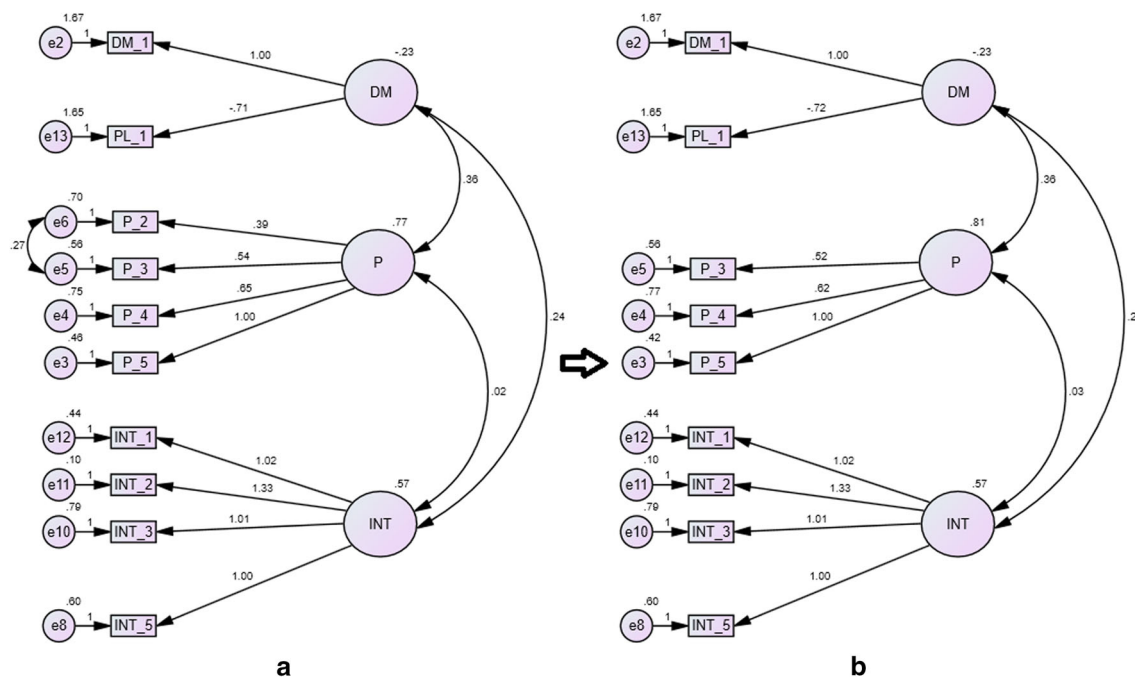 1.67
e2 1 DM_1
1.00
-.23
DM
1.65
e13 1 PL_1
-.71
.36
.70
e6 1 P_2
.39
.77
P
.27
.56
e5 1 P_3
.54
.75
e4 1 P_4
.65
.46
e3 1 P_5
1.00
.24
.02
.44
e12 1 INT_1
1.02
.10
e11 1 INT_2
1.33
.57
INT
.79
e10 1 INT_3
1.01
1.00
.60
e8 1 INT_5
a
1.67
e2 1 DM_1
1.00
-.23
DM
1.65
e13 1 PL_1
-.72
.36
.81
P
.56
e5 1 P_3
.52
.77
e4 1 P_4
.62
.42
e3 1 P_5
1.00
.03
.44
e12 1 INT_1
1.02
.10
e11 1 INT_2
1.33
.57
INT
.79
e10 1 INT_3
1.01
1.00
.60
e8 1 INT_5
b